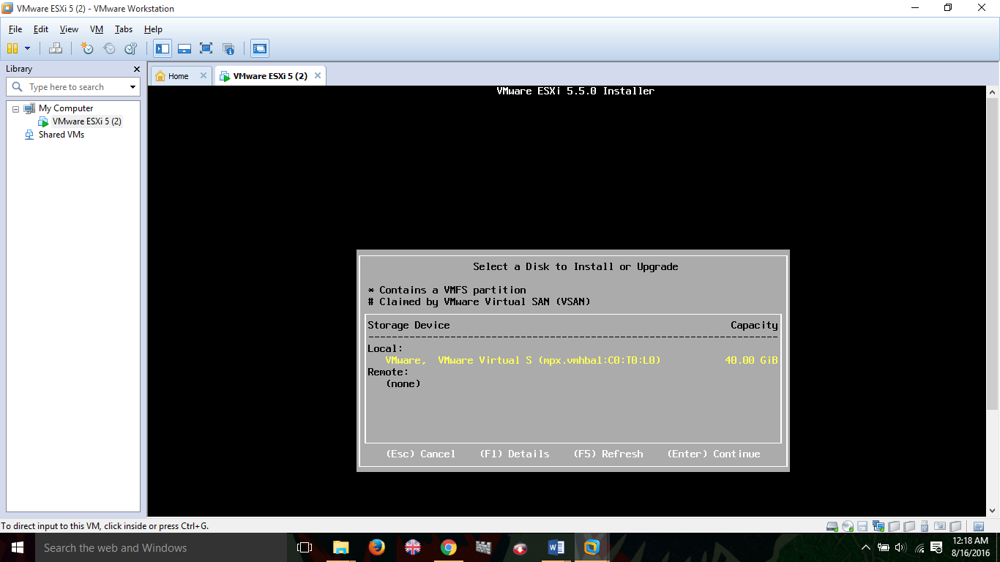 VMware ESXi 5 (2) - VMware Workstation
File Edit View VM Tabs Help
Library
Type here to search
My Computer
VMware ESXi 5 (2)
Shared VMs
Home
VMware ESXi 5 (2)
VMware ESXi 5.5.0 Installer
Select a Disk to Install or Upgrade
* Contains a VMFS partition
# Claimed by VMware Virtual SAN (VSAN)
Storage Device Capacity
----------------------------------------------------------------------
Local:
VMware, VMware Virtual S (mpx.vmhba1:C0:T0:L0) 40.00 GiB
Remote:
(none)
(Esc) Cancel (F1) Details (F5) Refresh (Enter) Continue
To direct input to this VM, click inside or press Ctrl+G.
Search the web and Windows
12:18 AM
8/16/2016